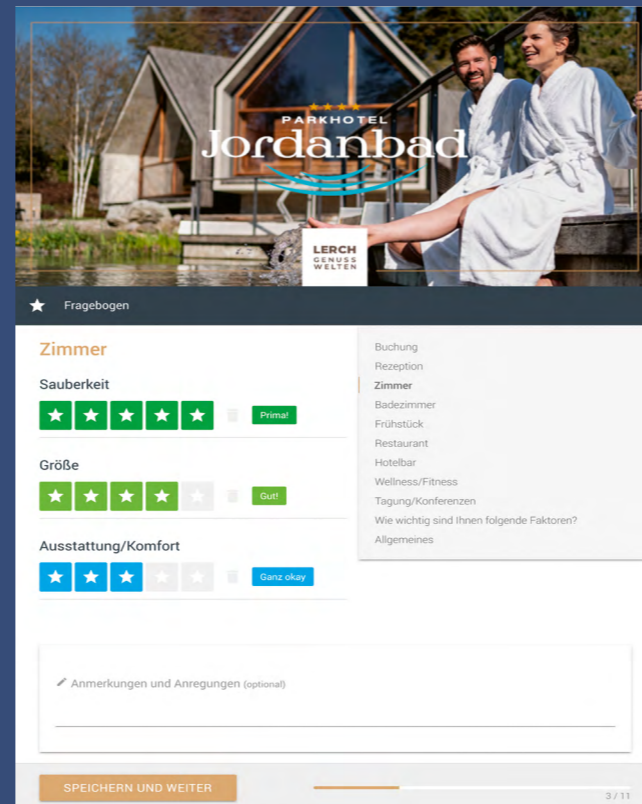 PARKHOTEL
Jordanbad
LERCH
GENUSS
WELTEN
Fragebogen
Zimmer
Sauberkeit
Prima!
Größe
Gut!
Ausstattung/Komfort
Ganz okay
Buchung
Rezeption
Zimmer
Badezimmer
Frühstück
Restaurant
Hotelbar
Wellness/Fitness
Tagung/Konferenzen
Wie wichtig sind Ihnen folgende Faktoren?
Allgemeines
Anmerkungen und Anregungen (optional)
SPEICHERN UND WEITER
3 / 11